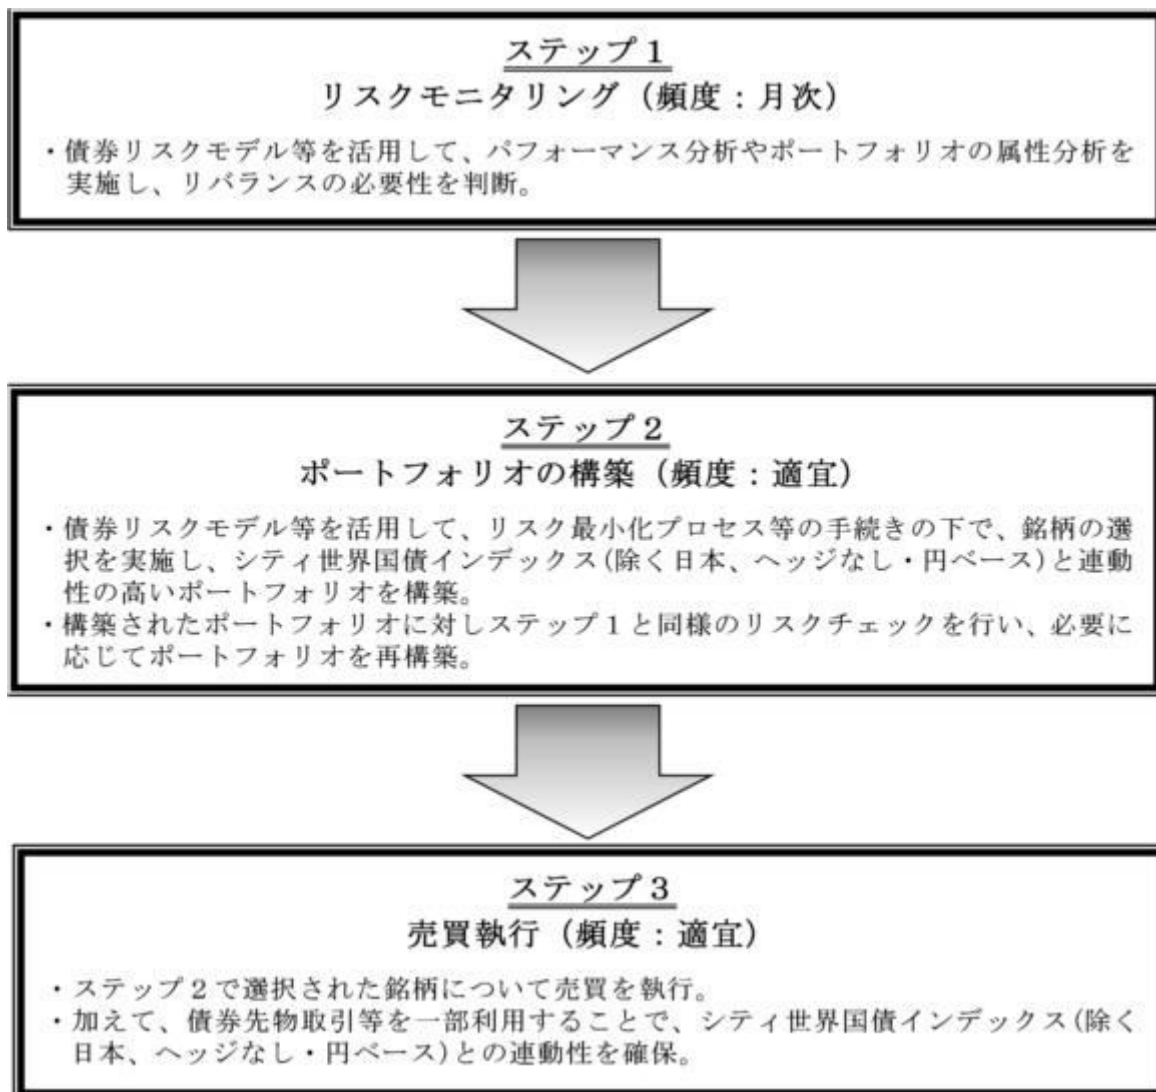 ステップ1
リスクモニタリング（頻度：月次）
・債券リスクモデル等を活用して、パフォーマンス分析やポートフォリオの属性分析を
実施し、リバランスの必要性を判断。
ステップ2
ポートフォリオの構築（頻度：適宜）
・債券リスクモデル等を活用して、リスク最小化プロセス等の手続きの下で、銘柄の選
択を実施し、シティ世界国債インデックス(除く日本、ヘッジなし・円ベース)と連動
性の高いポートフォリオを構築。
・構築されたポートフォリオに対しステップ1と同様のリスクチェックを行い、必要に
応じてポートフォリオを再構築。
ステップ3
売買執行（頻度：適宜）
・ステップ2で選択された銘柄について売買を執行。
・加えて、債券先物取引等を一部利用することで、シティ世界国債インデックス(除く
日本、ヘッジなし・円ベース)との連動性を確保。